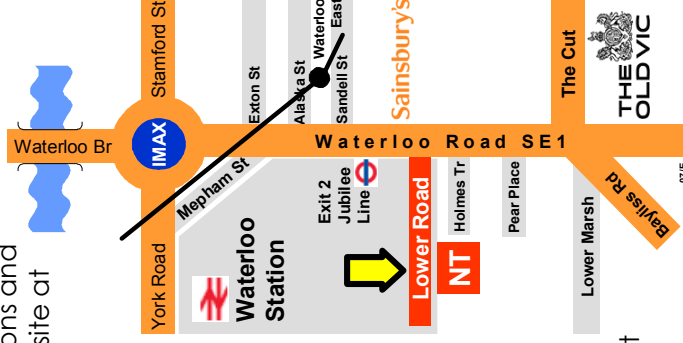 ons and
site at
Waterloo Br
IMAX
Stamford St
York Road
Mepham St
Exton St
Alaska St
Waterloo
East
Sandell St
Waterloo
Station
Exit 2
Jubilee
Line
Sainsbury's
Waterloo Road SE1
Lower Road
NT
Holmes Tr
Pear Place
Lower Marsh
The Cut
Bayliss Rd
THE
OLD VIC